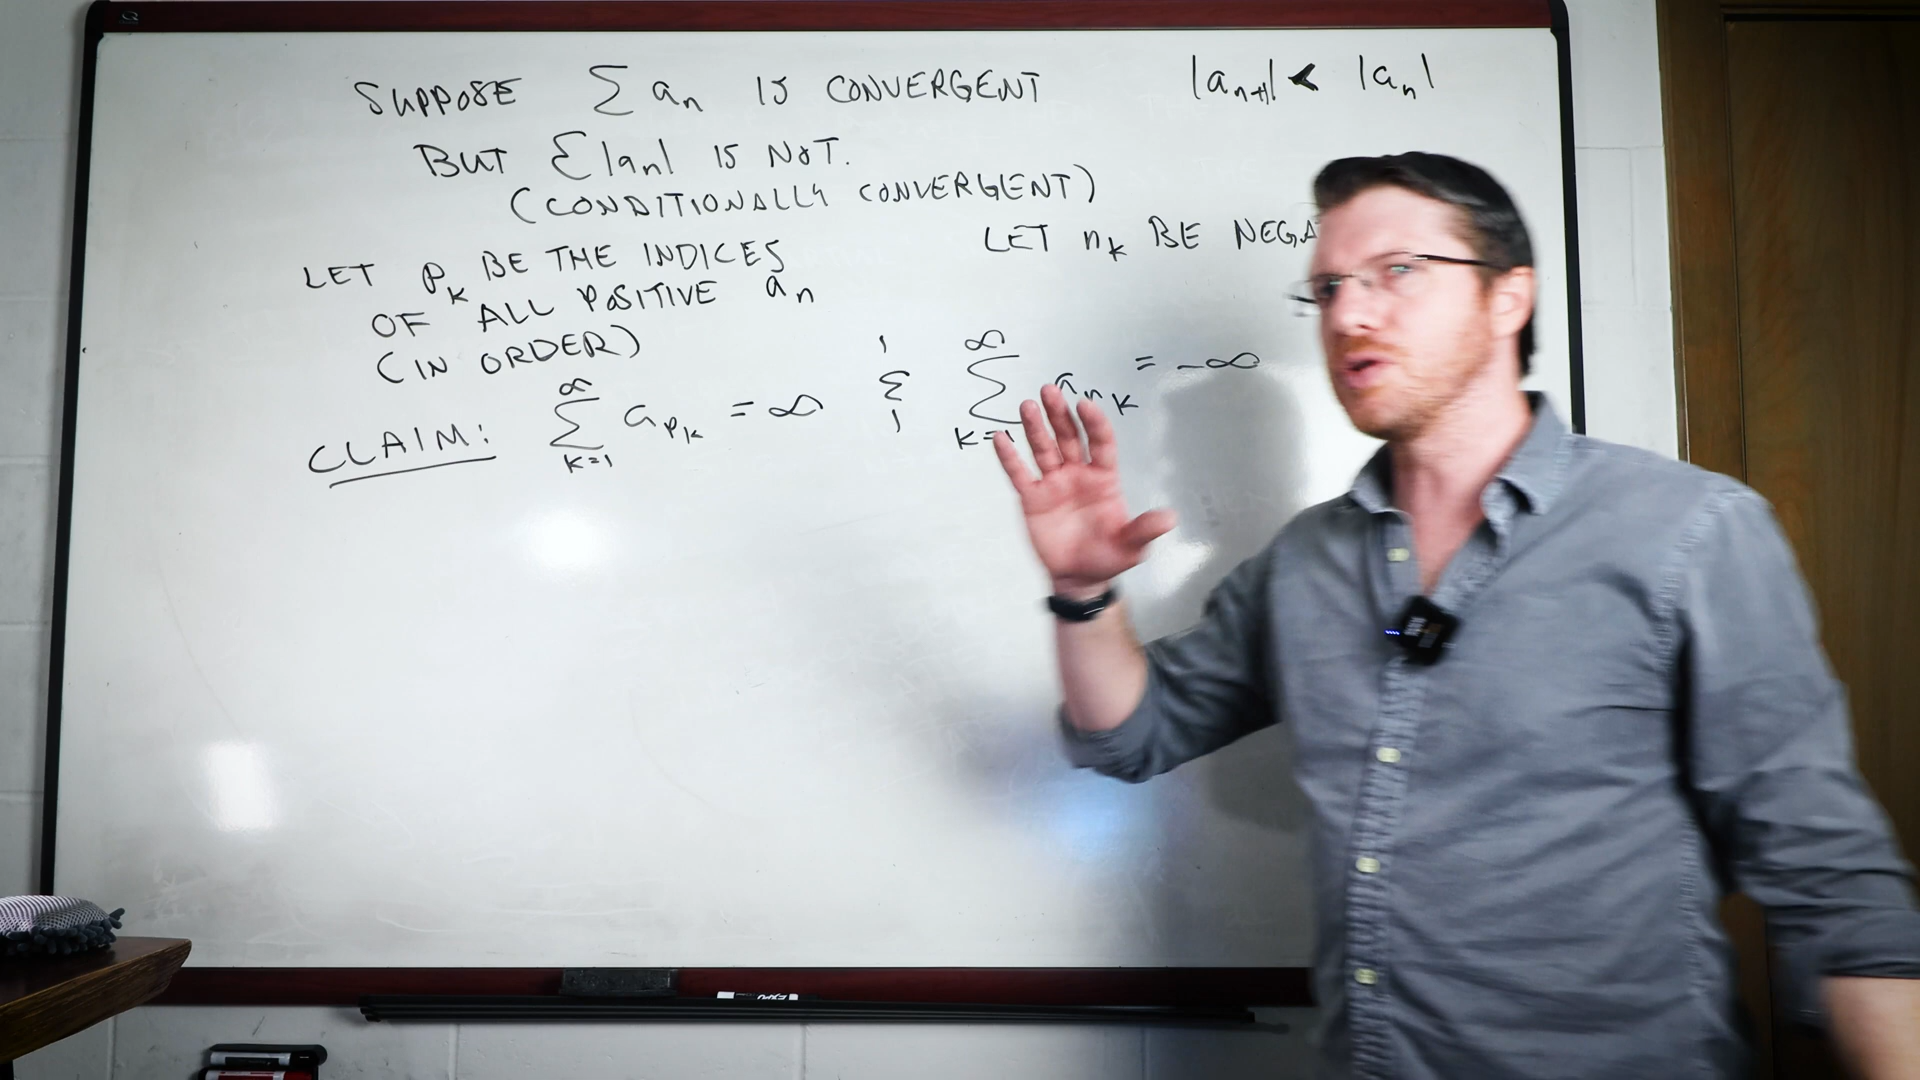 SUPPOSE Σ aₙ IS CONVERGENT |aₙ₊₁| < |aₙ|
BUT Σ|aₙ| IS NOT.
(CONDITIONALLY CONVERGENT)
LET nₖ BE NEGA
LET pₖ BE THE INDICES
OF ALL POSITIVE aₙ
(IN ORDER)
CLAIM: ∞ Σ k=1 a_{pₖ} = ∞ & ∞ Σ k=1 a_{nₖ} = -∞
EXPO